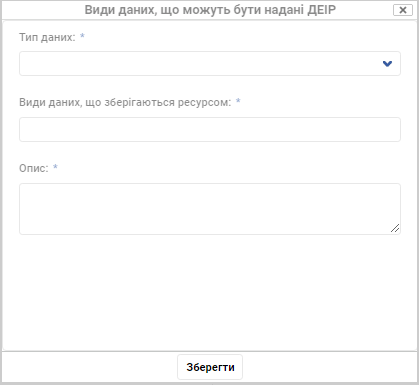 Види даних, що можуть бути надані ДЕІР
Тип даних: *
Види даних, що зберігаються ресурсом: *
Опис: *
Зберегти